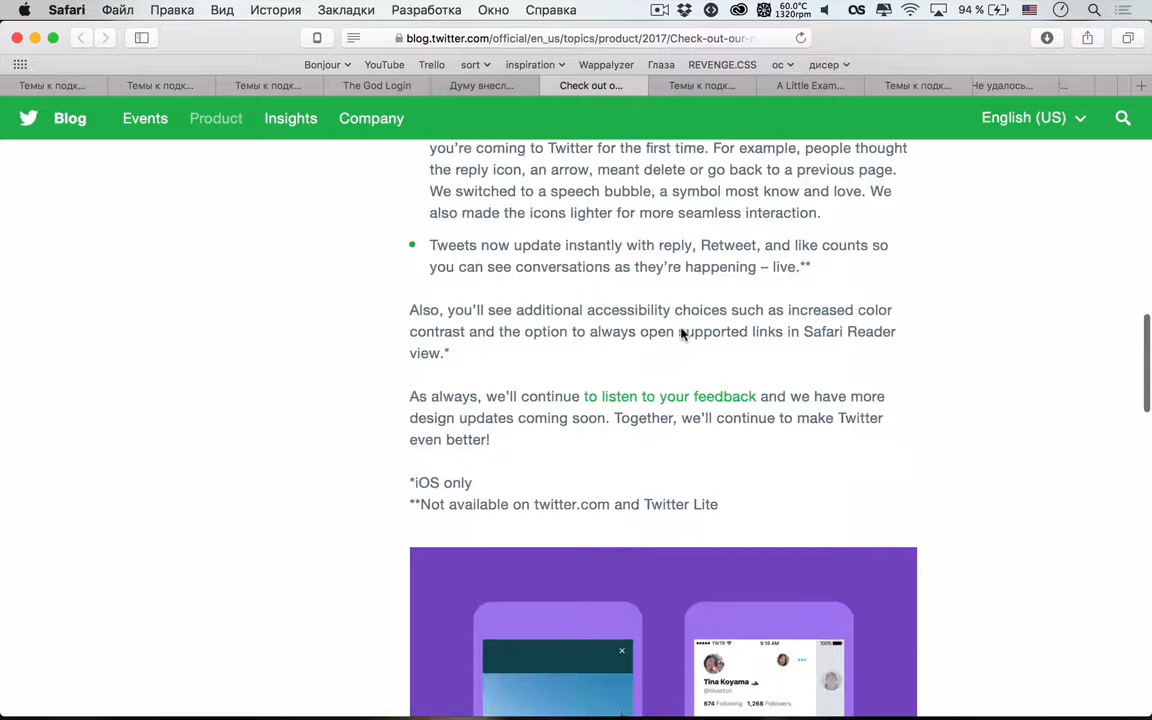 Safari Файл Правка Вид История Закладки Разработка Окно Справка 60.0°C 1320rpm 94 %
blog.twitter.com/official/en_us/topics/product/2017/Check-out-our-
Bonjour YouTube Trello sort inspiration Wappalyzer Глаза REVENGE.CSS ос дисер
Темы к подк... Темы к подк... Темы к подк... The God Login Думу внесл... Check out o... Темы к подк... A Little Exam... Темы к подк... Не удалось... ...
Blog Events Product Insights Company English (US)
you’re coming to Twitter for the first time. For example, people thought
the reply icon, an arrow, meant delete or go back to a previous page.
We switched to a speech bubble, a symbol most know and love. We
also made the icons lighter for more seamless interaction.
Tweets now update instantly with reply, Retweet, and like counts so
you can see conversations as they’re happening – live.**
Also, you’ll see additional accessibility choices such as increased color
contrast and the option to always open supported links in Safari Reader
view.*
As always, we’ll continue to listen to your feedback and we have more
design updates coming soon. Together, we’ll continue to make Twitter
even better!
*iOS only
**Not available on twitter.com and Twitter Lite
TWTR 9:15 AM 100%
Tina Koyama
674 Following 1,268 Followers